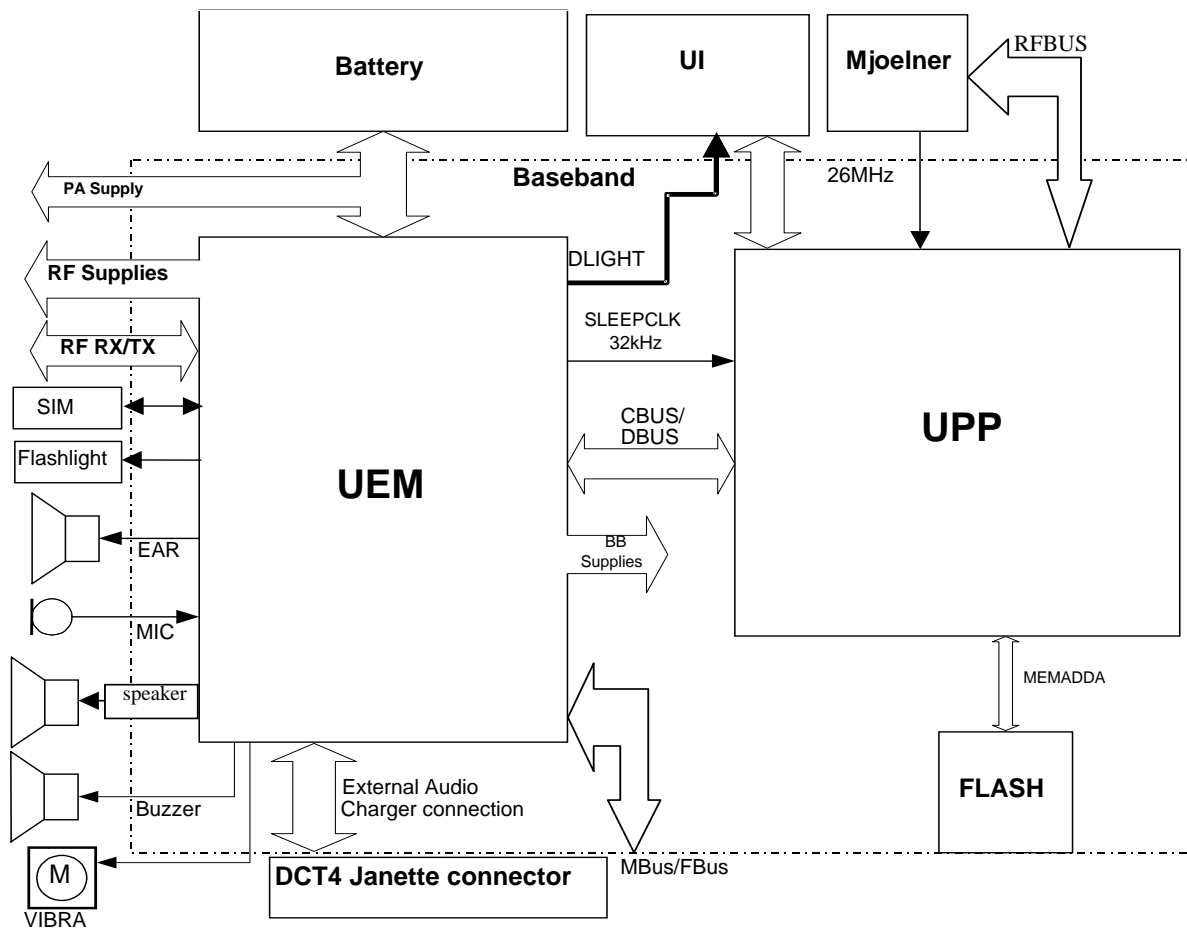 Battery
UI
Mjoelner
RFBUS
PA Supply
Baseband
26MHz
RF Supplies
DLIGHT
RF RX/TX
SLEEPCLK
32kHz
SIM
CBUS/
DBUS
UPP
Flashlight
UEM
EAR
BB
Supplies
MIC
MEMADDA
speaker
External Audio
Charger connection
FLASH
Buzzer
MBus/FBus
DCT4 Janette connector
M
VIBRA